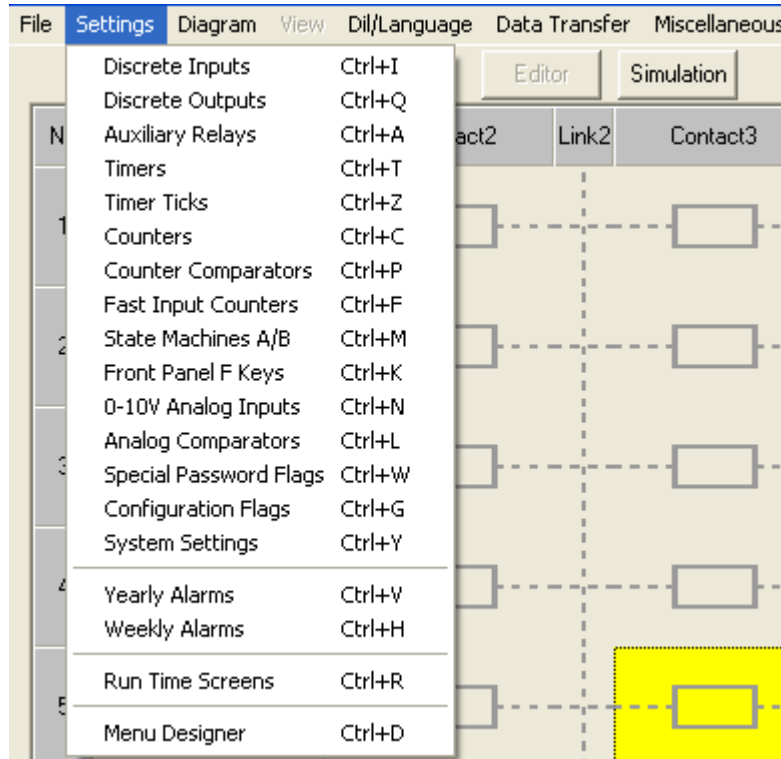 File Settings Diagram View Dil/Language Data Transfer Miscellaneous
Editor Simulation
Discrete Inputs Ctrl+I
Discrete Outputs Ctrl+Q
N Auxiliary Relays Ctrl+A act2 Link2 Contact3
Timers Ctrl+T
Timer Ticks Ctrl+Z
1
Counters Ctrl+C
Counter Comparators Ctrl+P
Fast Input Counters Ctrl+F
2 State Machines A/B Ctrl+M
Front Panel F Keys Ctrl+K
0-10V Analog Inputs Ctrl+N
Analog Comparators Ctrl+L
3 Special Password Flags Ctrl+W
Configuration Flags Ctrl+G
System Settings Ctrl+Y
4 Yearly Alarms Ctrl+V
Weekly Alarms Ctrl+H
Run Time Screens Ctrl+R
5
Menu Designer Ctrl+D